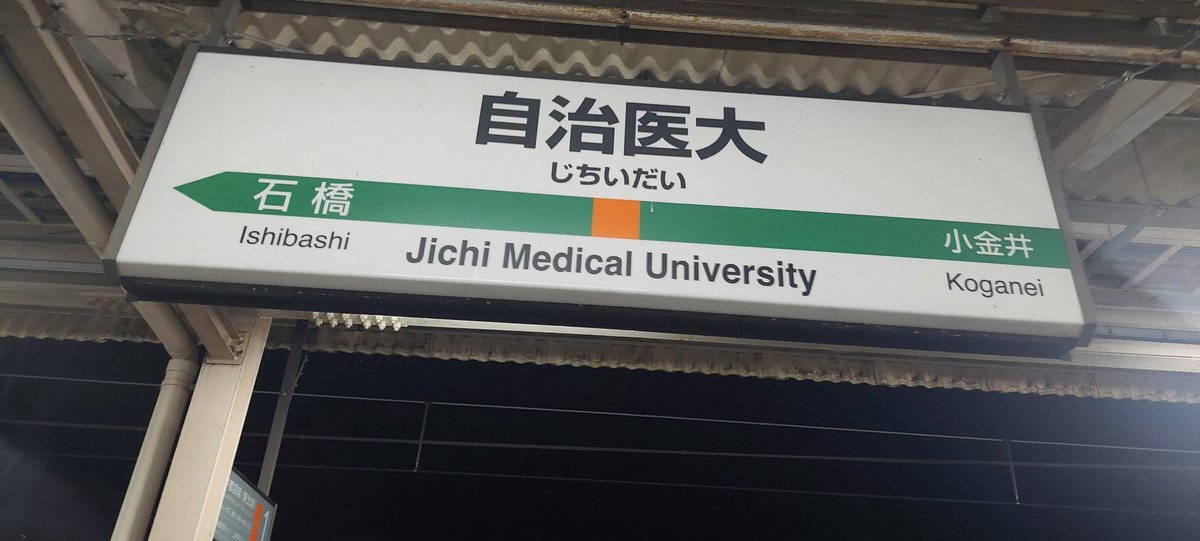 自治医大
じちいだい
石橋
小金井
Ishibashi
Jichi Medical University
Koganei